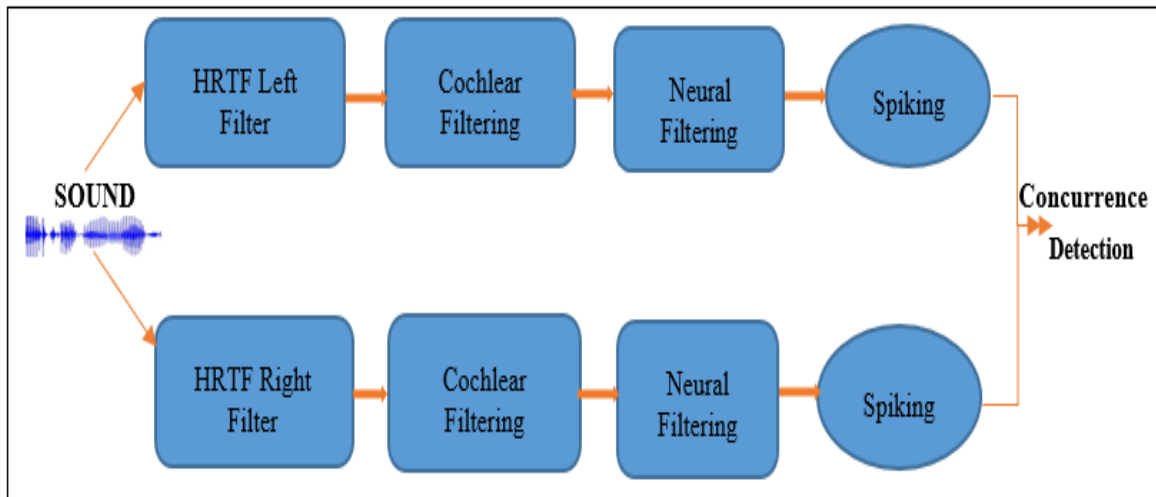 HRTF Left
Filter
Cochlear
Filtering
Neural
Filtering
Spiking
SOUND
Concurrence
Detection
HRTF Right
Filter
Cochlear
Filtering
Neural
Filtering
Spiking